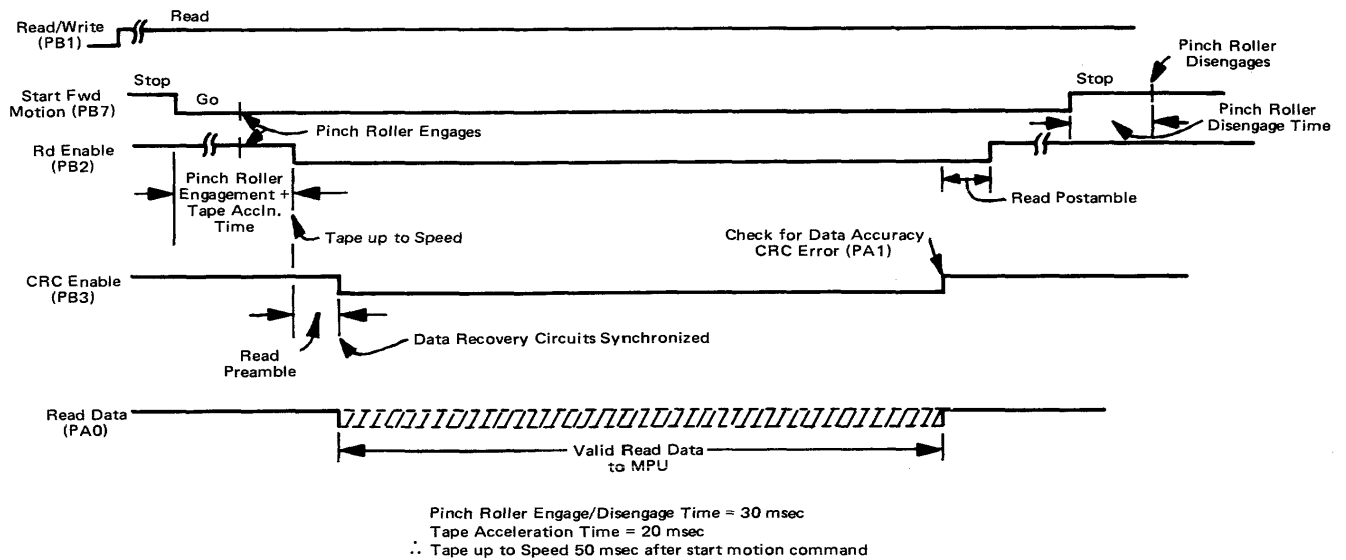 Read
Read/Write
(PB1)
Pinch Roller
Disengages
Stop
Stop
Start Fwd
Motion (PB7)
Go
Pinch Roller
Disengage Time
Pinch Roller Engages
Rd Enable
(PB2)
Pinch Roller
Engagement +
Tape Accln.
Time
Read Postamble
Tape up to Speed
Check for Data Accuracy
CRC Error (PA1)
CRC Enable
(PB3)
Data Recovery Circuits Synchronized
Read
Preamble
Read Data
(PA0)
Valid Read Data
to MPU
Pinch Roller Engage/Disengage Time = 30 msec
Tape Acceleration Time = 20 msec
∴ Tape up to Speed 50 msec after start motion command